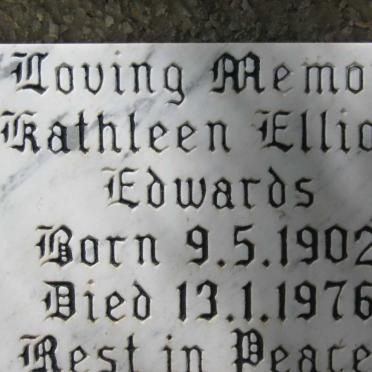 Loving Memo
Kathleen Ellio
Edwards
Born 9.5.1902
Died 13.1.1976
Rest in Peace